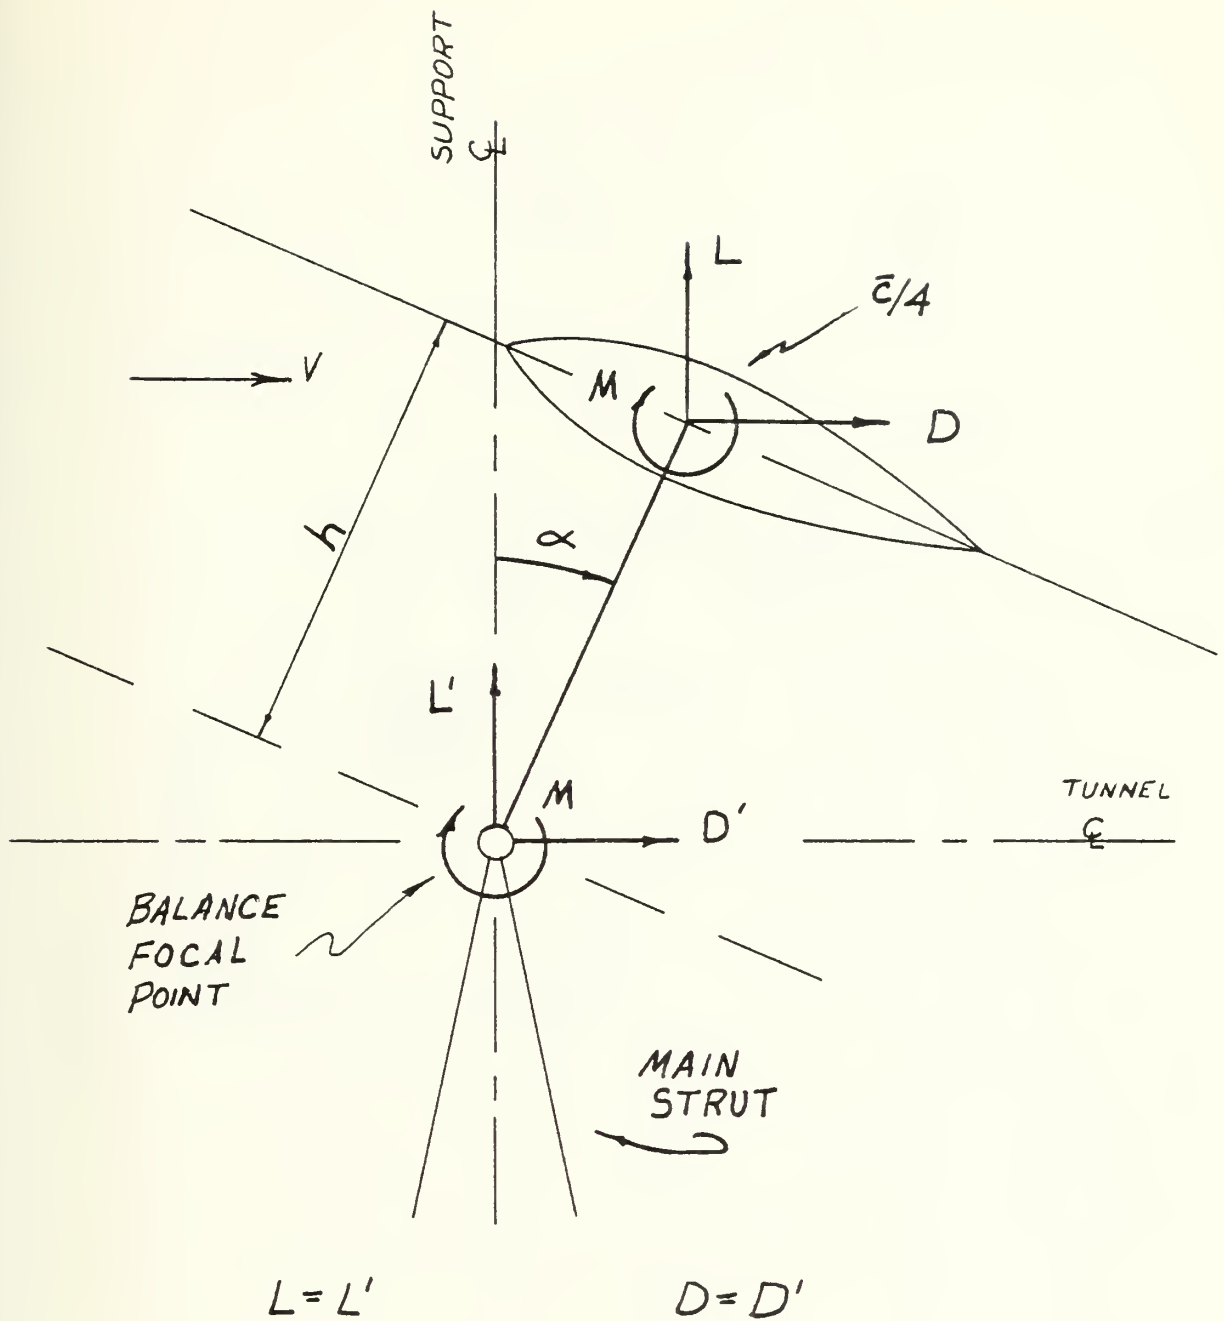 SUPPORT
℄
L
c̄/4
V
M
D
h
α
L'
M
D'
TUNNEL
℄
BALANCE
FOCAL
POINT
MAIN
STRUT
L = L' D = D'